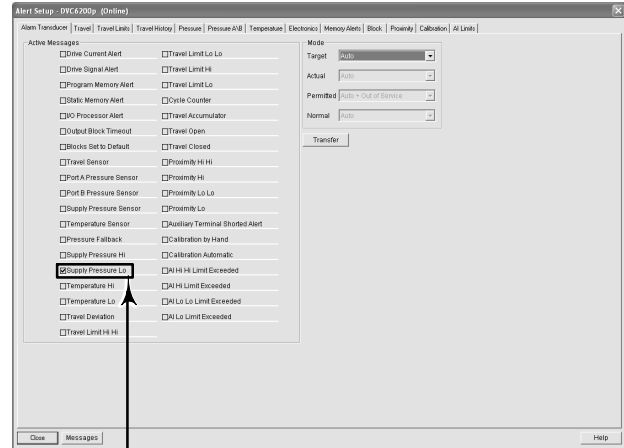 Alert Setup - DVC6200p (Online)
Alarm Transducer Travel Travel Limits Travel History Pressure Pressure A\B Temperature Electronics Memory Alerts Block Proximity Calibration AI Limits
Active Messages
Drive Current Alert
Drive Signal Alert
Program Memory Alert
Static Memory Alert
I/O Processor Alert
Output Block Timeout
Blocks Set to Default
Travel Sensor
Port A Pressure Sensor
Port B Pressure Sensor
Supply Pressure Sensor
Temperature Sensor
Pressure Fallback
Supply Pressure Hi
Supply Pressure Lo
Temperature Hi
Temperature Lo
Travel Deviation
Travel Limit Hi Hi
Travel Limit Lo Lo
Travel Limit Hi
Travel Limit Lo
Cycle Counter
Travel Accumulator
Travel Open
Travel Closed
Proximity Hi Hi
Proximity Hi
Proximity Lo Lo
Proximity Lo
Auxiliary Terminal Shorted Alert
Calibration by Hand
Calibration Automatic
AI Hi Hi Limit Exceeded
AI Hi Limit Exceeded
AI Lo Lo Limit Exceeded
AI Lo Limit Exceeded
Mode
Target Auto
Actual Auto
Permitted Auto + Out of Service
Normal Auto
Transfer
Close Messages Help